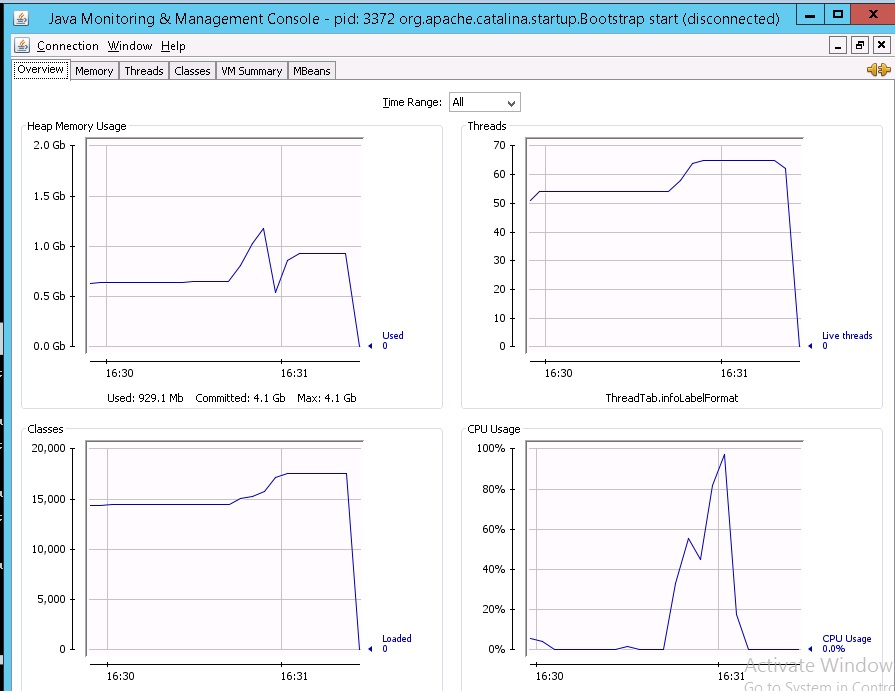 Java Monitoring & Management Console - pid: 3372 org.apache.catalina.startup.Bootstrap start (disconnected)
Connection Window Help
Overview Memory Threads Classes VM Summary MBeans
Time Range: All
Heap Memory Usage
2.0 Gb
1.5 Gb
1.0 Gb
0.5 Gb
0.0 Gb
Used
0
16:30 16:31
Used: 929.1 Mb Committed: 4.1 Gb Max: 4.1 Gb
Threads
70
60
50
40
30
20
10
0
Live threads
0
16:30 16:31
ThreadTab.infoLabelFormat
Classes
20,000
15,000
10,000
5,000
0
Loaded
0
16:30 16:31
CPU Usage
100%
80%
60%
40%
20%
0%
CPU Usage
0.0%
16:30 16:31
Activate Window
Go to System in Contro